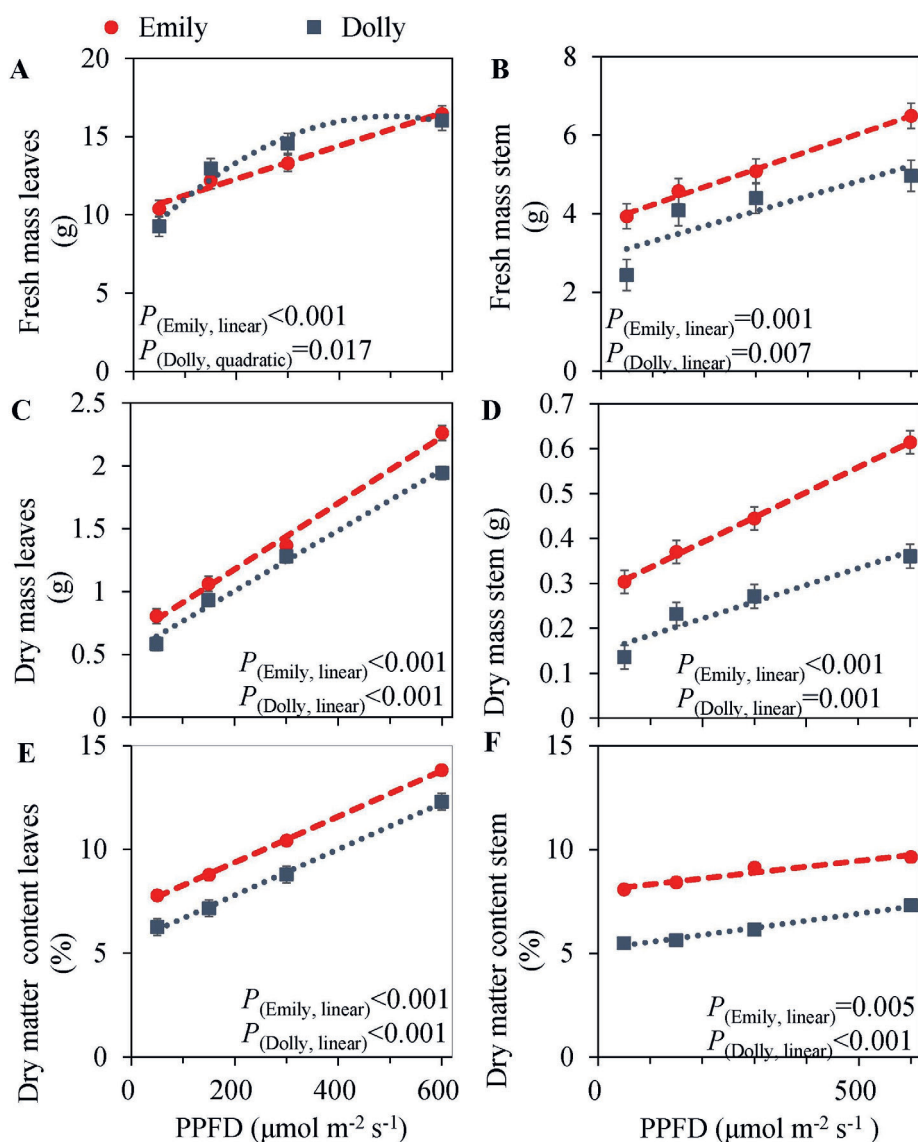 Emily Dolly
A
Fresh mass leaves
(g)
20
15
10
5
0
P(Emily, linear)<0.001
P(Dolly, quadratic)=0.017
B
Fresh mass stem
(g)
8
6
4
2
0
P(Emily, linear)=0.001
P(Dolly, linear)=0.007
C
Dry mass leaves
(g)
2.5
2
1.5
1
0.5
0
P(Emily, linear)<0.001
P(Dolly, linear)<0.001
D
Dry mass stem (g)
0.7
0.6
0.5
0.4
0.3
0.2
0.1
0
P(Emily, linear)<0.001
P(Dolly, linear)=0.001
E
Dry matter content leaves
(%)
15
10
5
0
P(Emily, linear)<0.001
P(Dolly, linear)<0.001
0 200 400 600
PPFD (μmol m-2 s-1)
F
Dry matter content stem
(%)
15
10
5
0
P(Emily, linear)=0.005
P(Dolly, linear)<0.001
0 500
PPFD (μmol m-2 s-1)